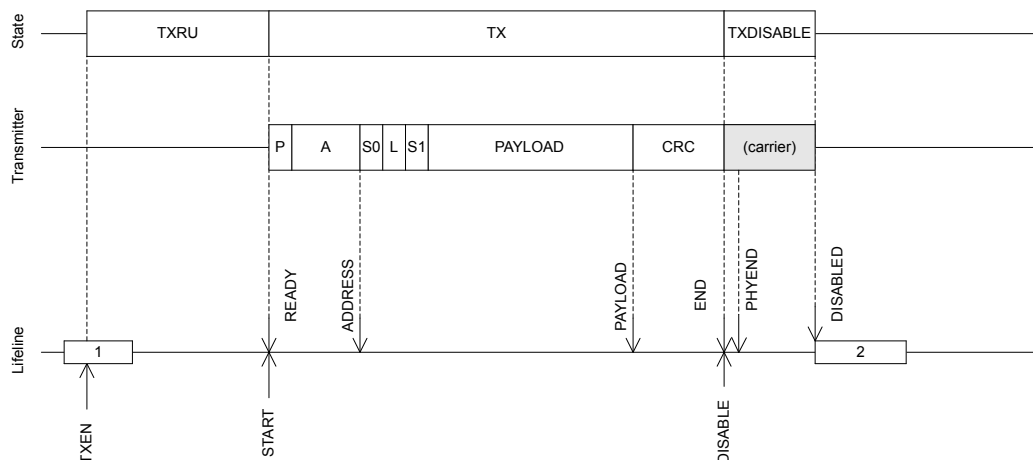 State
TXRU
TX
TXDISABLE
Transmitter
P
A
S0
L
S1
PAYLOAD
CRC
(carrier)
READY
ADDRESS
PAYLOAD
END
PHYEND
DISABLED
Lifeline
1
2
TXEN
START
DISABLE